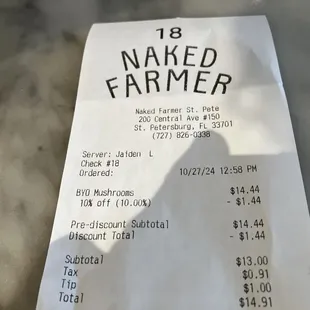 18
NAKED
FARMER
Naked Farmer St. Pete
200 Central Ave #150
St. Petersburg, FL 33701
(727) 826-0338
Server: Jaiden L
Check #18
Ordered: 10/27/24 12:58 PM
BYO Mushrooms $14.44
10% off (10.00%) - $1.44
Pre-discount Subtotal $14.44
Discount Total - $1.44
Subtotal $13.00
Tax $0.91
Tip $1.00
Total $14.91